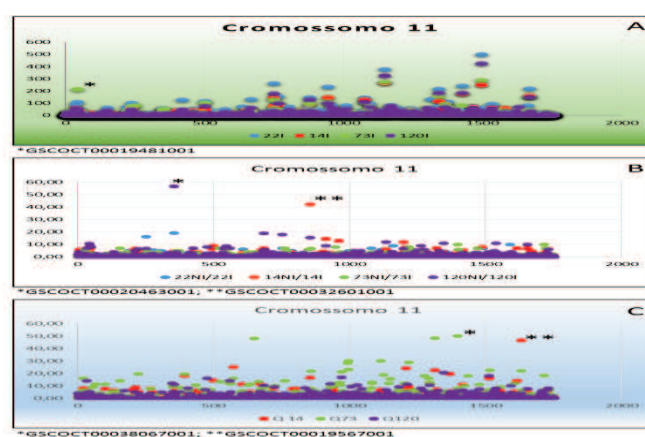 Cromossomo 11
A
600
500
400
300
200
100
0
*
0 500 1000 1500 2000
22I 14I 73I 120I
*GSCOCT00019481001
Cromossomo 11
B
60,00
50,00
40,00
30,00
20,00
10,00
0,00
*
* *
0 500 1000 1500 2000
22NI/22I 14NI/14I 73NI/73I 120NI/120I
*GSCOCT00020463001; **GSCOCT00032601001
Cromossomo 11
C
60,00
50,00
40,00
30,00
20,00
10,00
0,00
*
* *
0 500 1000 1500 2000
Q 14 Q73 Q120
*GSCOCT00038067001; **GSCOCT00019567001